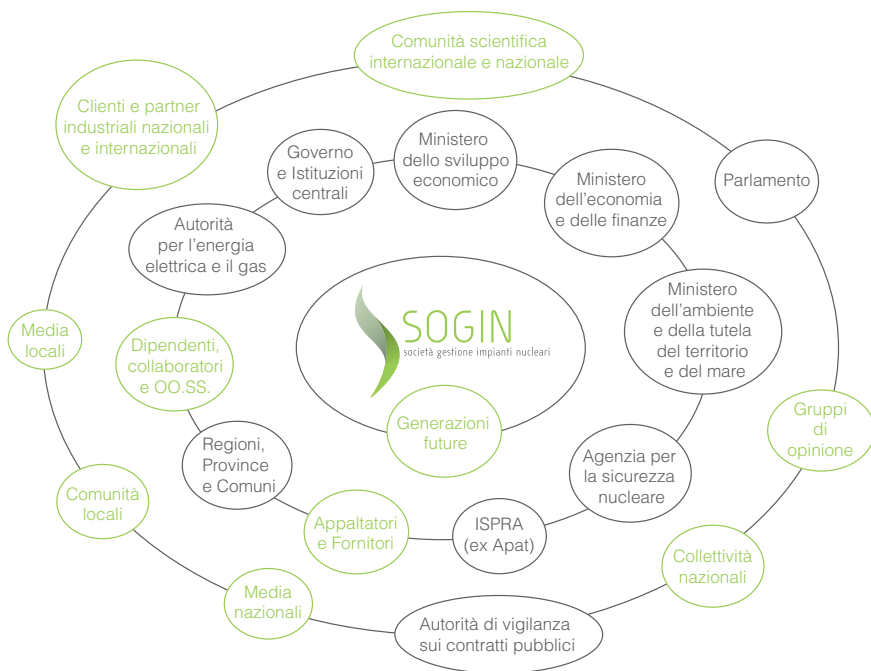 Comunità scientifica
internazionale e nazionale
Clienti e partner
industriali nazionali
e internazionali
Governo
e Istituzioni
centrali
Ministero
dello sviluppo
economico
Ministero
dell'economia
e delle finanze
Parlamento
Autorità
per l'energia
elettrica e il gas
Ministero
dell'ambiente
e della tutela
del territorio
e del mare
Media
locali
Dipendenti,
collaboratori
e OO.SS.
SOGIN
società gestione impianti nucleari
Generazioni
future
Gruppi
di
opinione
Regioni,
Province
e Comuni
Agenzia per
la sicurezza
nucleare
Comunità
locali
Appaltatori
e Fornitori
ISPRA
(ex Apat)
Collettività
nazionali
Media
nazionali
Autorità di vigilanza
sui contratti pubblici